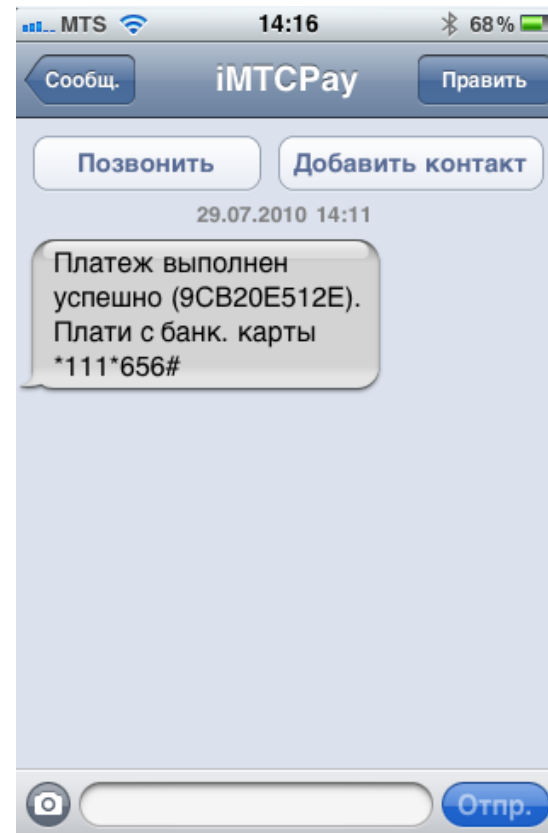 MTS 14:16 68%
Сообщ. iMTCPay Править
Позвонить Добавить контакт
29.07.2010 14:11
Платеж выполнен
успешно (9CB20E512E).
Плати с банк. карты
*111*656#
Отпр.